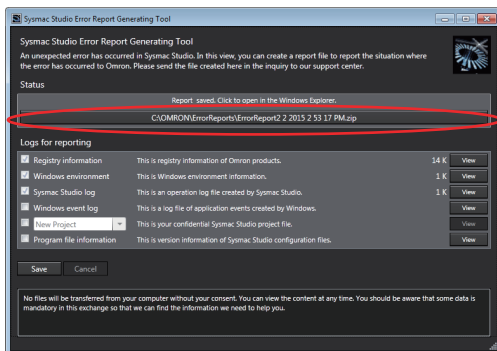 Sysmac Studio Error Report Generating Tool
Sysmac Studio Error Report Generating Tool
An unexpected error has occurred in Sysmac Studio. In this view, you can create a report file to report the situation where
the error has occurred to Omron. Please send the file created here in the inquiry to our support center.
Status
Report saved. Click to open in the Windows Explorer.
C:\OMRON\ErrorReports\ErrorReport2 2 2015 2 53 17 PM.zip
Logs for reporting
Registry information This is registry information of Omron products. 14 K View
Windows environment This is Windows environment information. 1 K View
Sysmac Studio log This is an operation log file created by Sysmac Studio. 1 K View
Windows event log This is a log file of application events created by Windows. View
New Project This is your confidential Sysmac Studio project file. View
Program file information This is version information of Sysmac Studio configuration files. View
Save Cancel
No files will be transferred from your computer without your consent. You can view the content at any time. You should be aware that some data is
mandatory in this exchange so that we can find the information we need to help you.